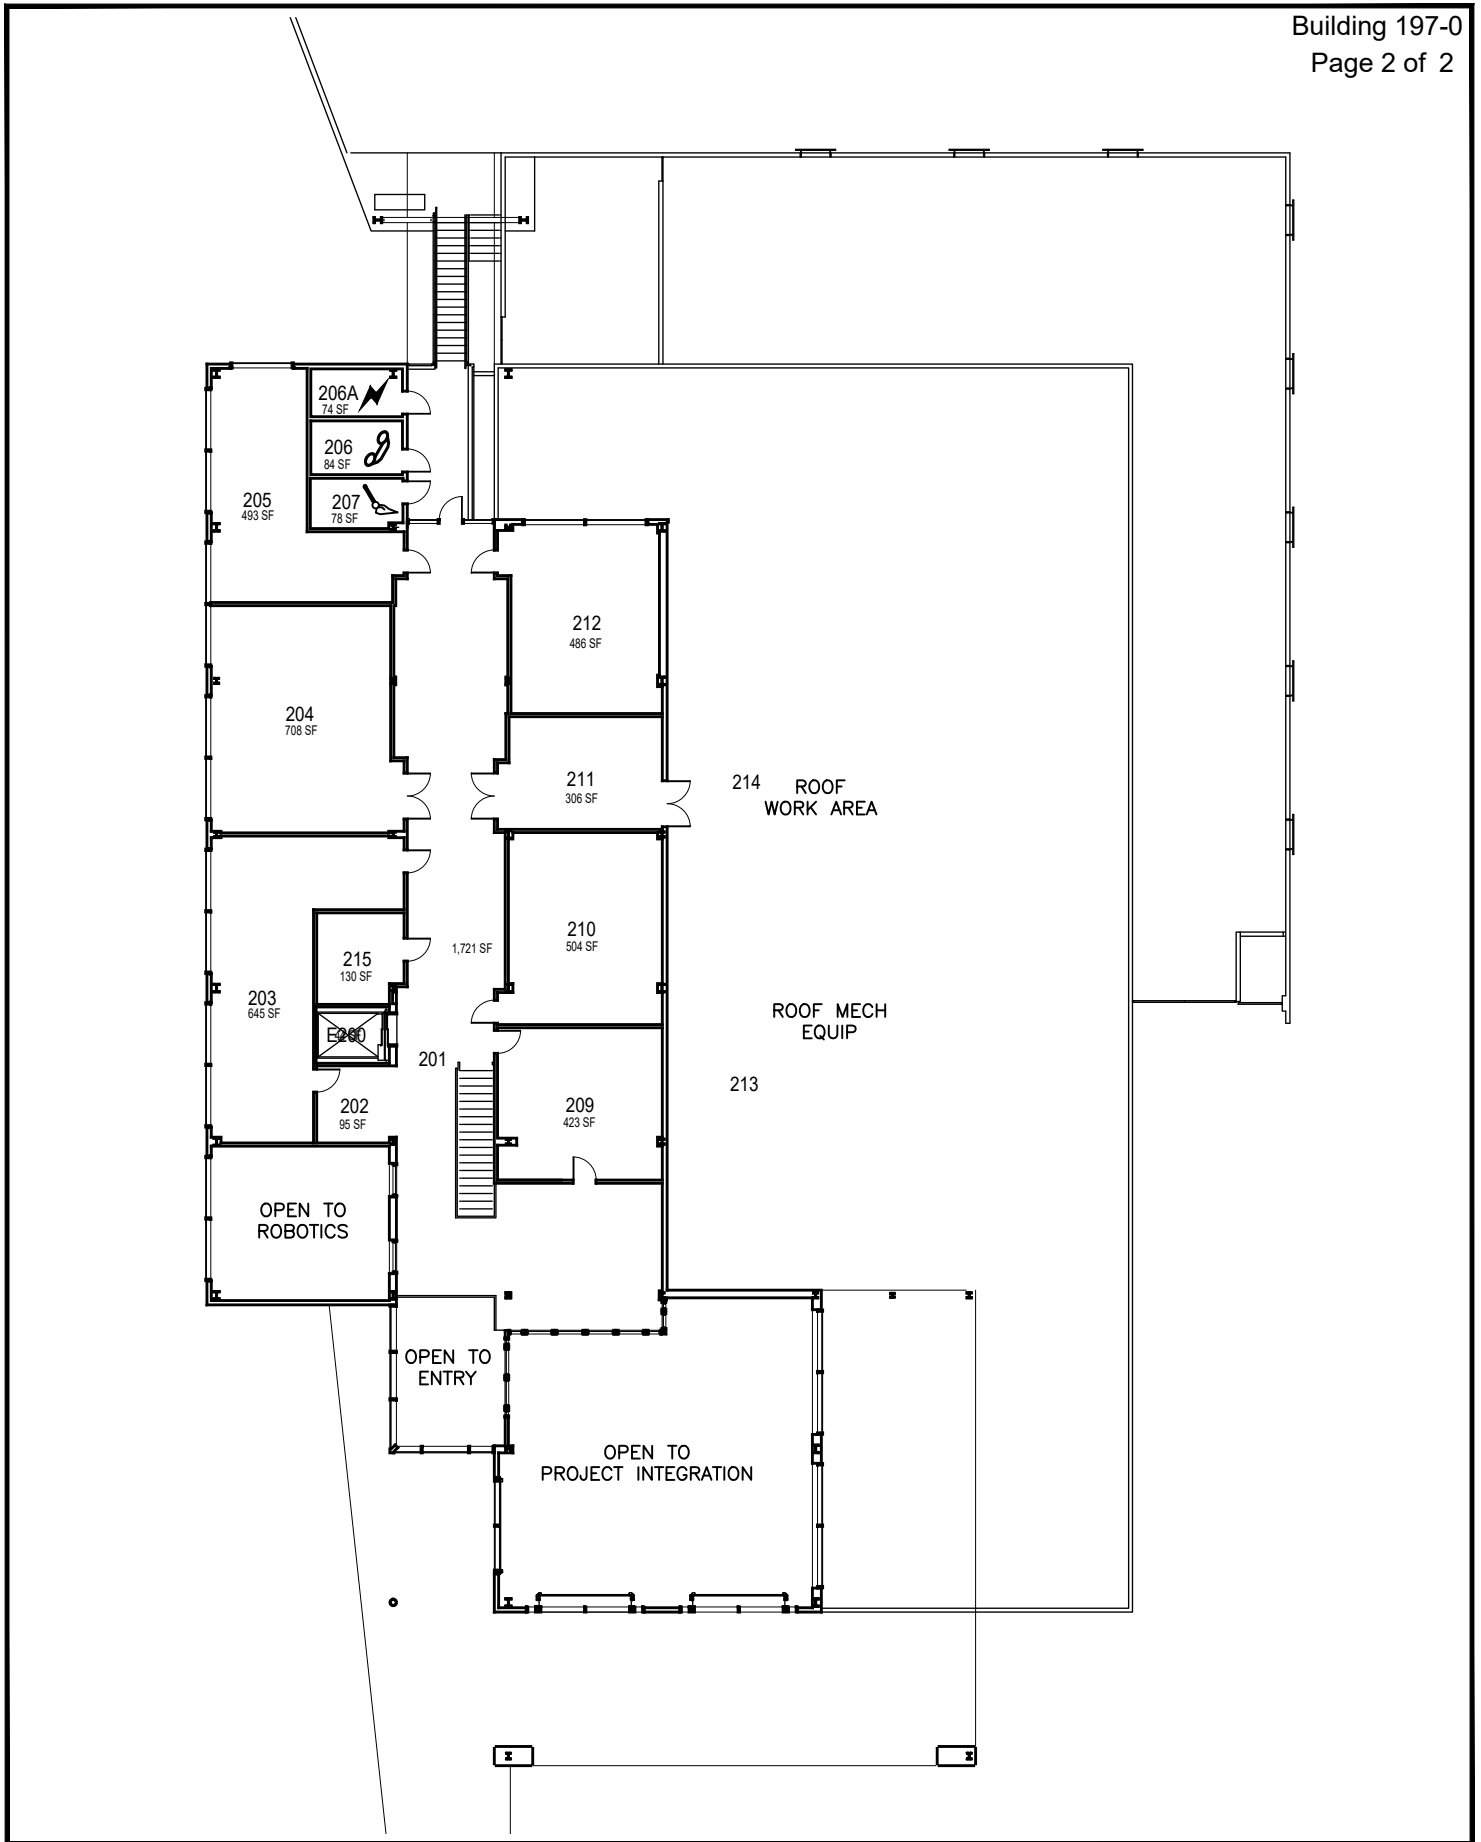 Building 197-0
Page 2 of 2
206A
74 SF
206
84 SF
205
493 SF
207
78 SF
212
486 SF
204
708 SF
211
306 SF
214
ROOF
WORK AREA
210
504 SF
1,721 SF
215
130 SF
203
645 SF
ROOF MECH
EQUIP
E200
201
213
202
95 SF
209
423 SF
OPEN TO
ROBOTICS
OPEN TO
ENTRY
OPEN TO
PROJECT INTEGRATION